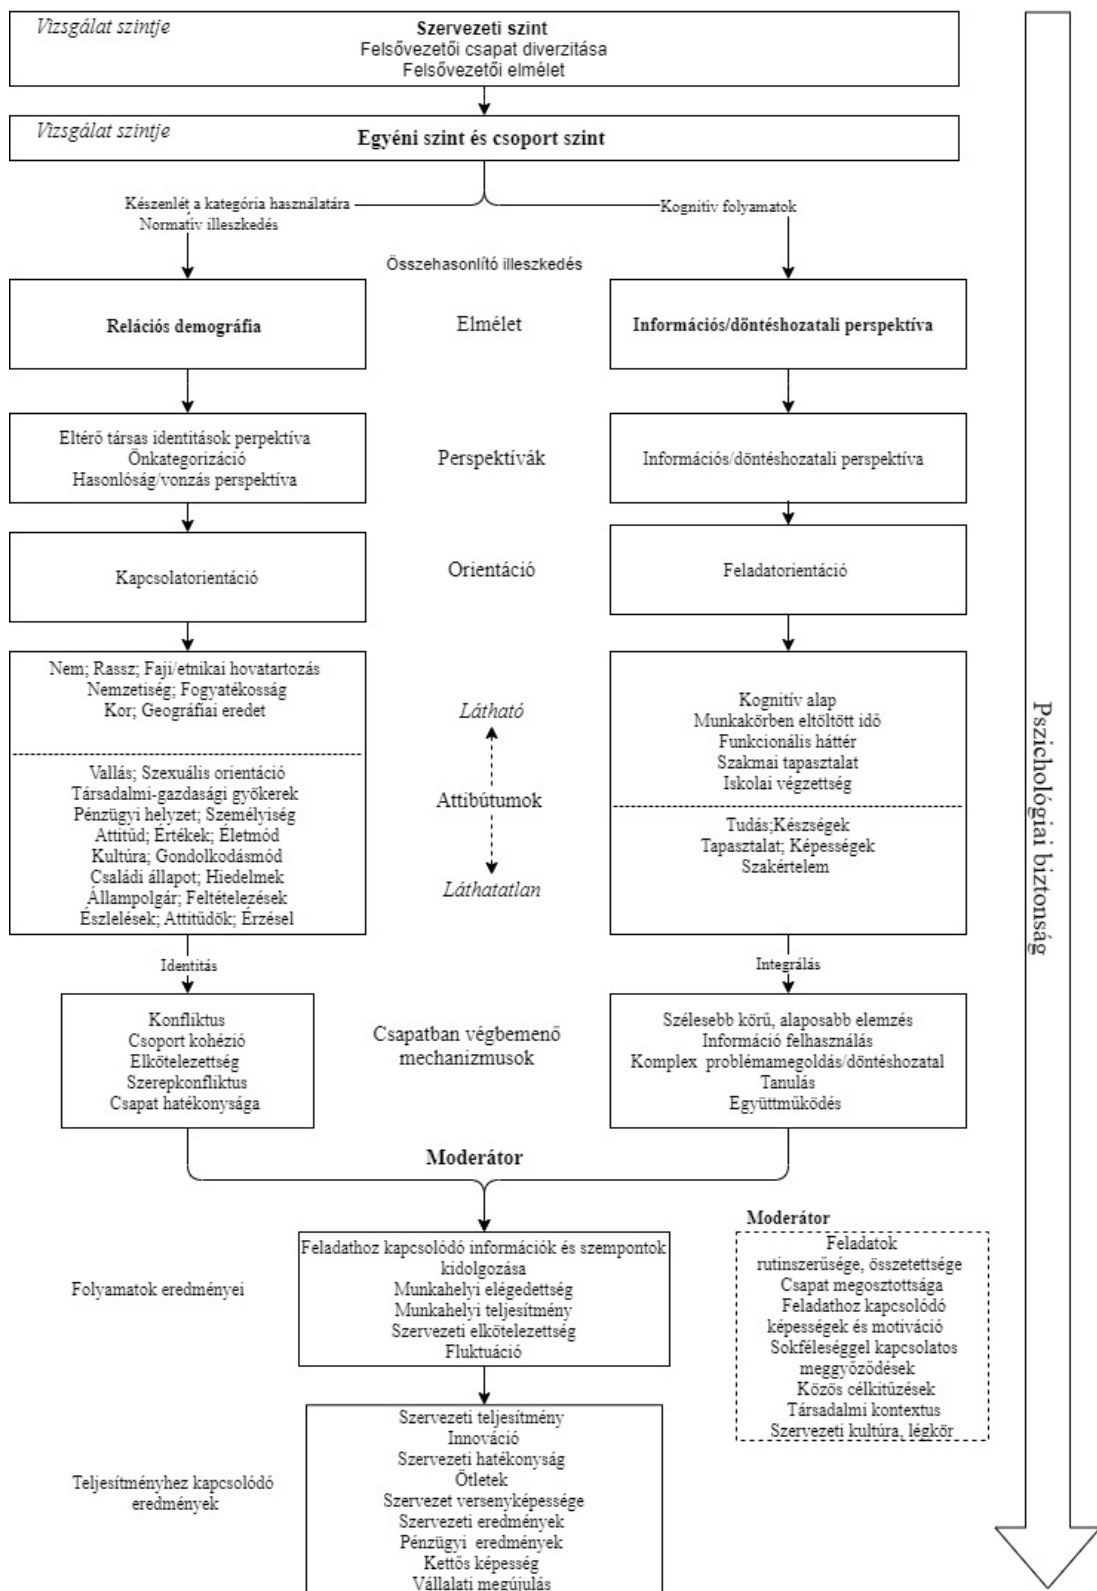 Vizsgálat szintje
Szervezeti szint
Felsővezetői csapat diverzitása
Felsővezetői elmélet
Vizsgálat szintje
Egyéni szint és csoport szint
Készenlét a kategória használatára
Normatív illeszkedés
Kognitív folyamatok
Összehasonlító illeszkedés
Relációs demográfia
Elmélet
Információs/döntéshozatali perspektíva
Eltérő társas identitások perpektíva
Önkategorizáció
Hasonlóság/vonzás perspektíva
Perspektívák
Információs/döntéshozatali perspektíva
Kapcsolatorientáció
Orientáció
Feladatorientáció
Nem; Rassz; Faji/etnikai hovatartozás
Nemzetiség; Fogyatékosság
Kor; Geográfiai eredet
Vallás; Szexuális orientáció
Társadalmi-gazdasági gyökerek
Pénzügyi helyzet; Személyiség
Attitűd; Értékek; Életmód
Kultúra; Gondolkodásmód
Családi állapot; Hiedelmek
Állampolgár; Feltételezések
Észlelések; Attitűdök; Érzésel
Látható
Attibútumok
Láthatatlan
Kognitív alap
Munkakörben eltöltött idő
Funkcionális háttér
Szakmai tapasztalat
Iskolai végzettség
Tudás;Készségek
Tapasztalat; Képességek
Szakértelem
Pszichológiai biztonság
Identitás
Integrálás
Konfliktus
Csoport kohézió
Elkötelezettség
Szerepkonfliktus
Csapat hatékonysága
Csapatban végbemenő
mechanizmusok
Szélesebb körű, alaposabb elemzés
Információ felhasználás
Komplex problémamegoldás/döntéshozatal
Tanulás
Együttműködés
Moderátor
Folyamatok eredményei
Feladathoz kapcsolódó információk és szempontok
kidolgozása
Munkahelyi elégedettség
Munkahelyi teljesítmény
Szervezeti elkötelezettség
Fluktuáció
Moderátor
Feladatok
rutinszerűsége, összetettsége
Csapat megosztottsága
Feladathoz kapcsolódó
képességek és motiváció
Sokféleséggel kapcsolatos
meggyőződések
Közös célkitűzések
Társadalmi kontextus
Szervezeti kultúra, légkör
Teljesítményhez kapcsolódó
eredmények
Szervezeti teljesítmény
Innováció
Szervezeti hatékonyság
Ötletek
Szervezet versenyképessége
Szervezeti eredmények
Pénzügyi eredmények
Kettős képesség
Vállalati megújulás